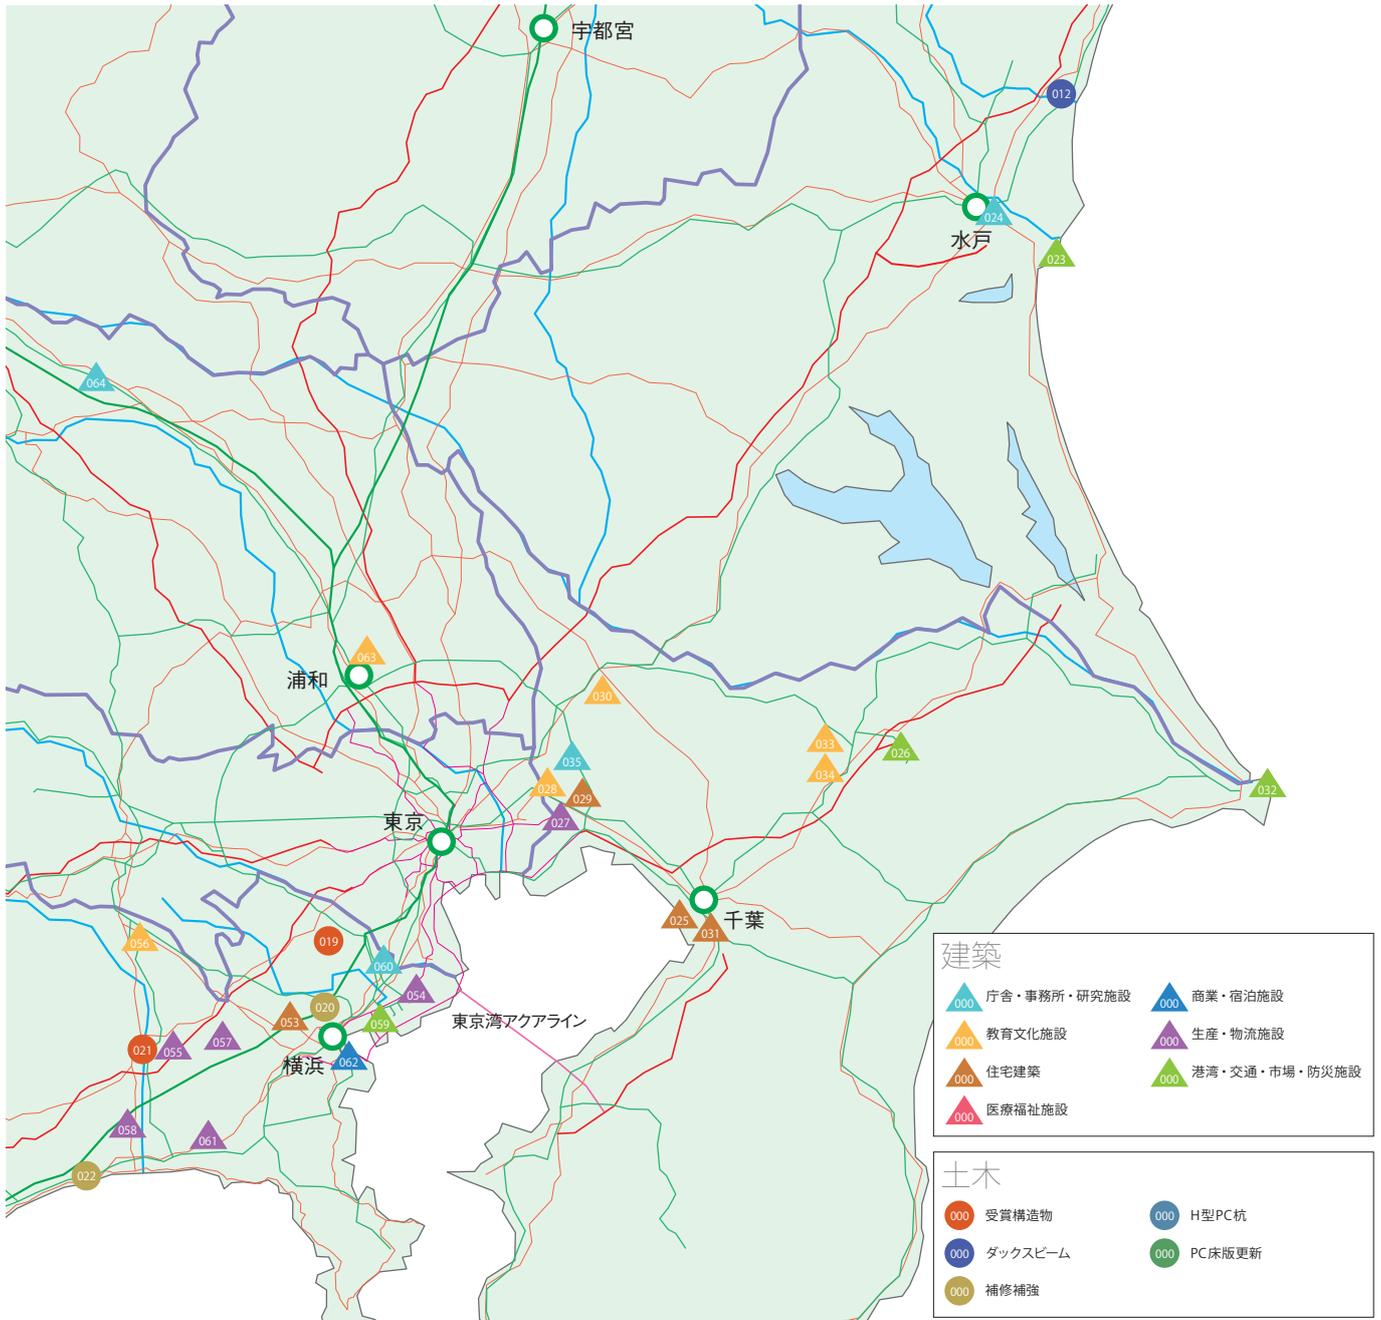 宇都宮
012
024
水戸
023
064
063
浦和
030
033
026
035
034
028
029
032
027
東京
千葉
025
031
056
019
060
054
020
053
059
東京湾アクアライン
021
055
057
横浜
062
058
061
022
建築
000 庁舎・事務所・研究施設
000 商業・宿泊施設
000 教育文化施設
000 生産・物流施設
000 住宅建築
000 港湾・交通・市場・防災施設
000 医療福祉施設
土木
000 受賞構造物
000 H型PC杭
000 ダックスビーム
000 PC床版更新
000 補修補強